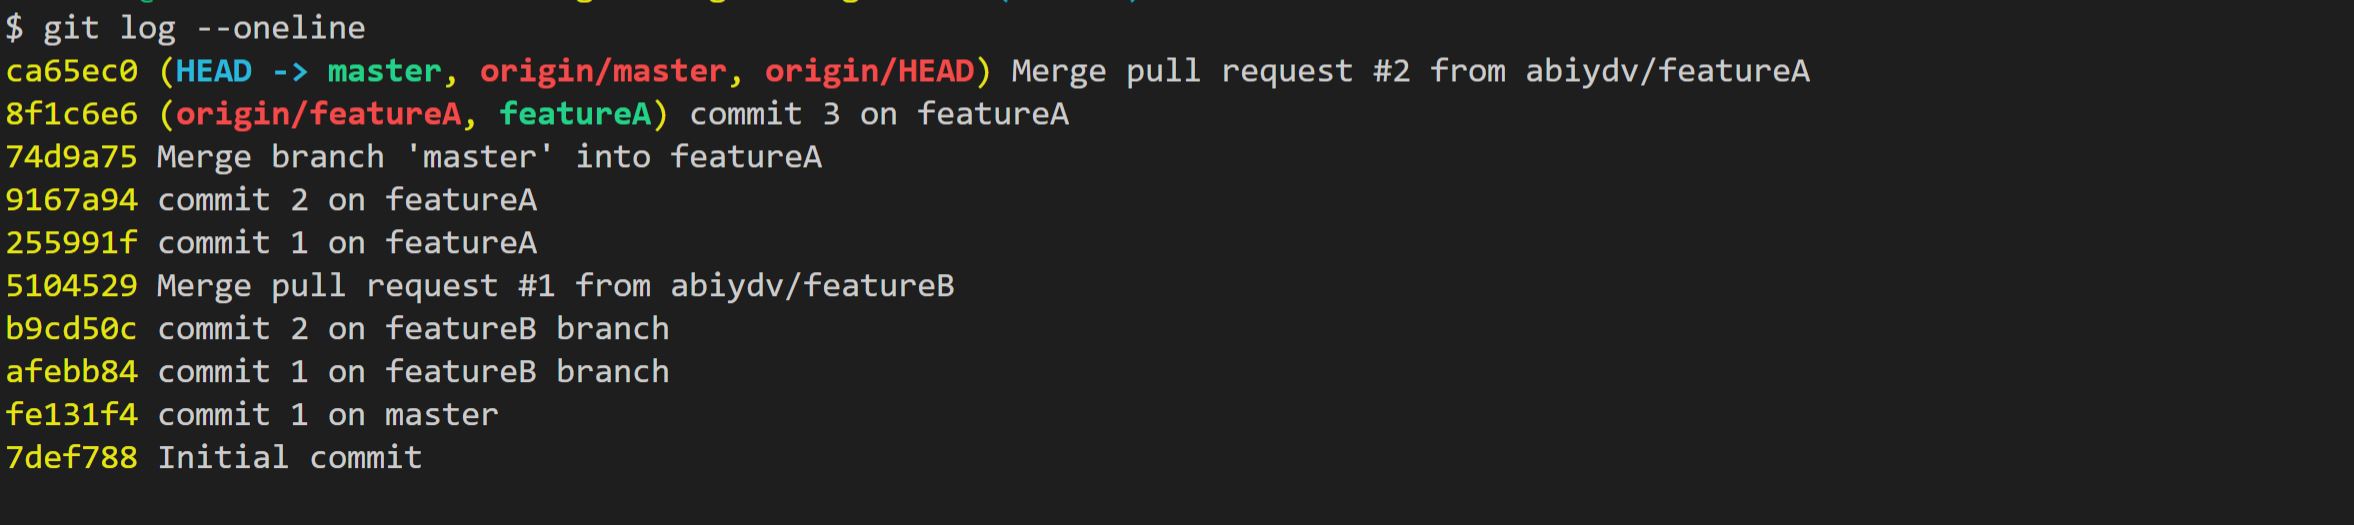 $ git log --oneline
ca65ec0 (HEAD -> master, origin/master, origin/HEAD) Merge pull request #2 from abiydv/featureA
8f1c6e6 (origin/featureA, featureA) commit 3 on featureA
74d9a75 Merge branch 'master' into featureA
9167a94 commit 2 on featureA
255991f commit 1 on featureA
5104529 Merge pull request #1 from abiydv/featureB
b9cd50c commit 2 on featureB branch
afebb84 commit 1 on featureB branch
fe131f4 commit 1 on master
7def788 Initial commit